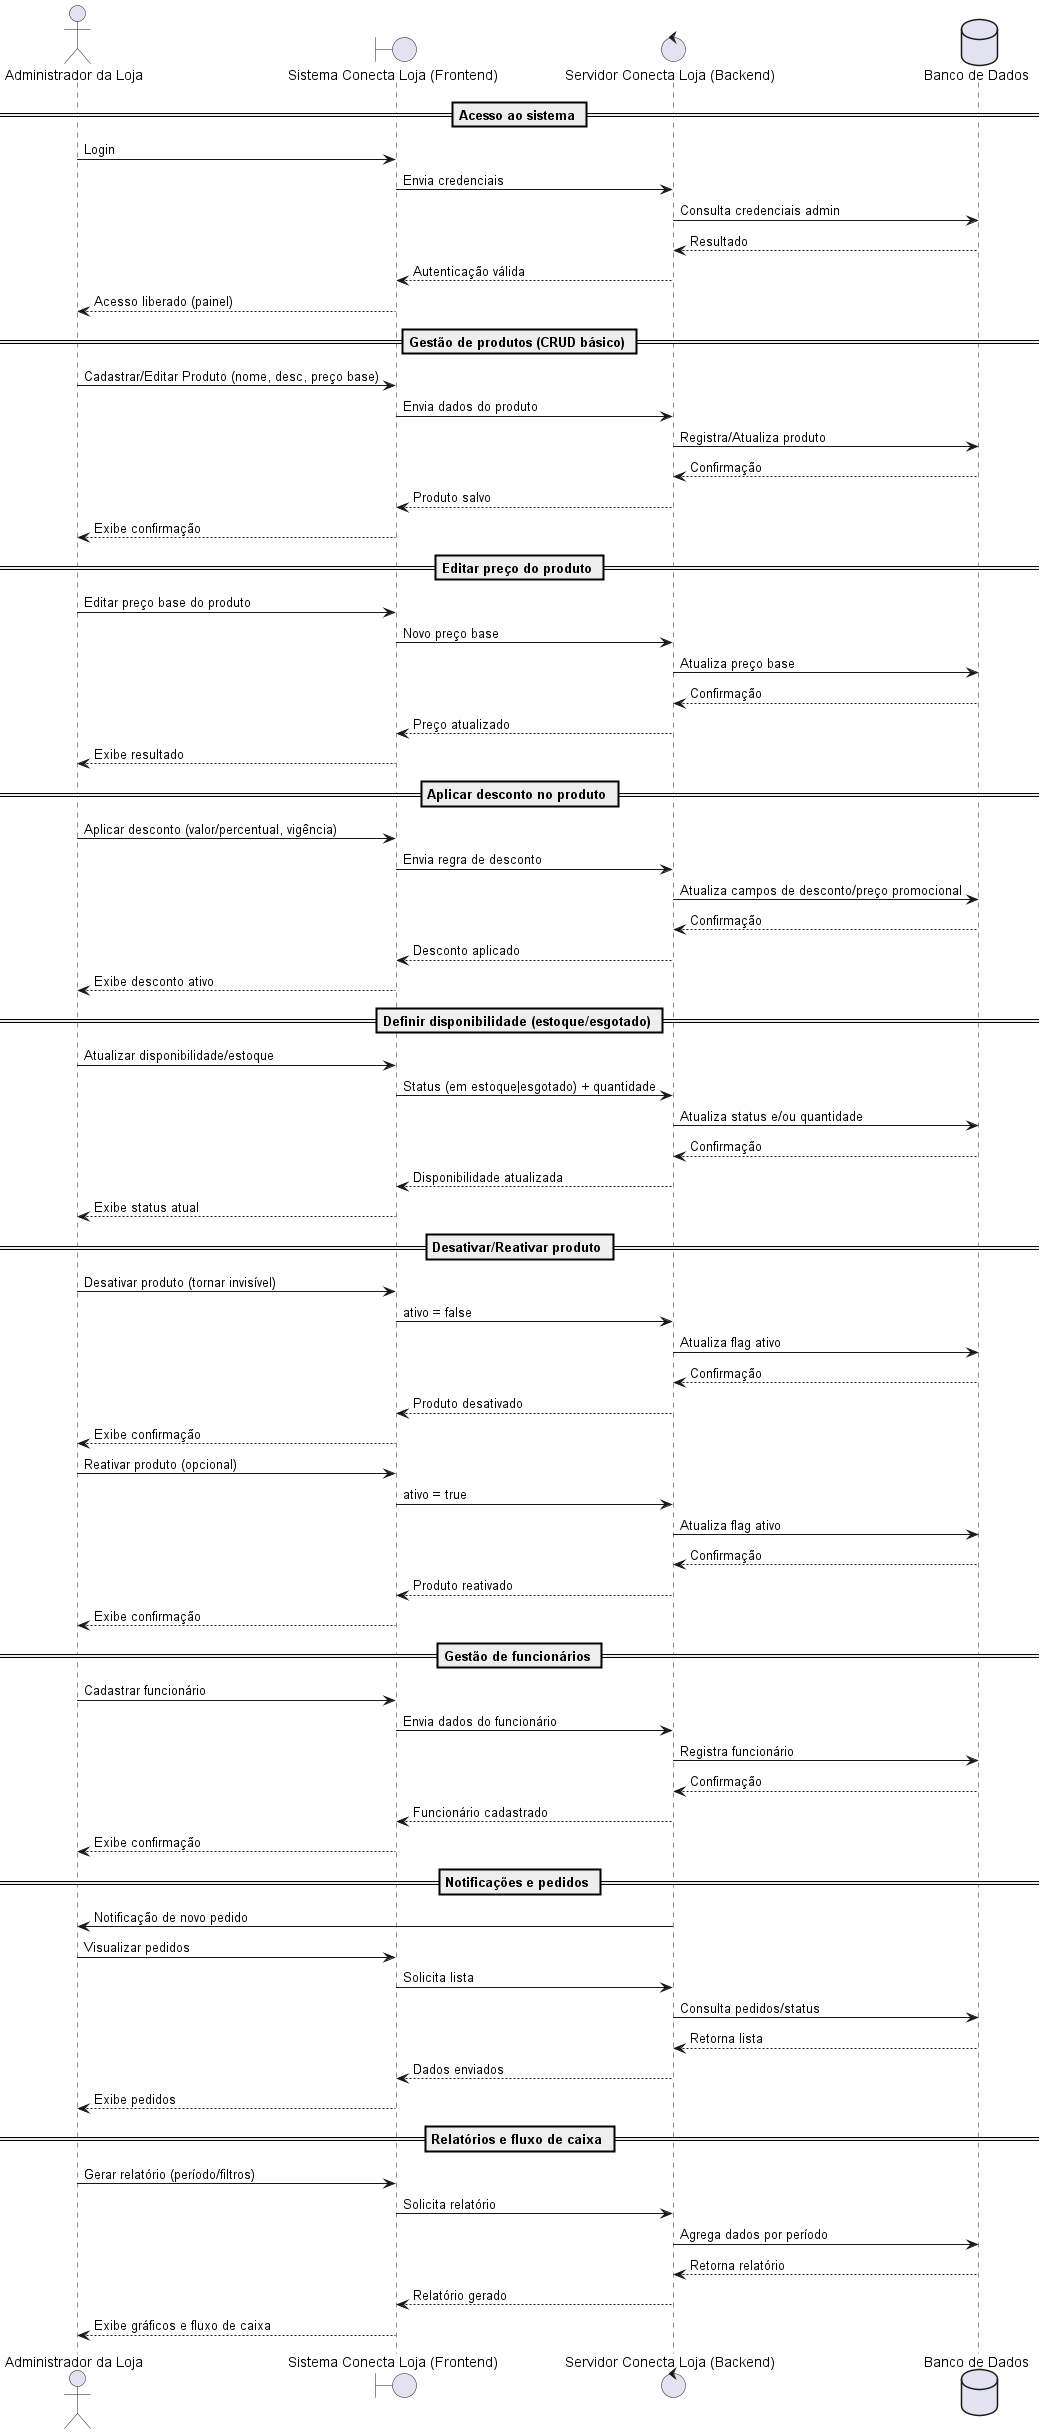 Administrador da Loja
Sistema Conecta Loja (Frontend)
Servidor Conecta Loja (Backend)
Banco de Dados
Acesso ao sistema
Login
Envia credenciais
Consulta credenciais admin
Resultado
Autenticação válida
Acesso liberado (painel)
Gestão de produtos (CRUD básico)
Cadastrar/Editar Produto (nome, desc, preço base)
Envia dados do produto
Registra/Atualiza produto
Confirmação
Produto salvo
Exibe confirmação
Editar preço do produto
Editar preço base do produto
Novo preço base
Atualiza preço base
Confirmação
Preço atualizado
Exibe resultado
Aplicar desconto no produto
Aplicar desconto (valor/percentual, vigência)
Envia regra de desconto
Atualiza campos de desconto/preço promocional
Confirmação
Desconto aplicado
Exibe desconto ativo
Definir disponibilidade (estoque/esgotado)
Atualizar disponibilidade/estoque
Status (em estoque|esgotado) + quantidade
Atualiza status e/ou quantidade
Confirmação
Disponibilidade atualizada
Exibe status atual
Desativar/Reativar produto
Desativar produto (tornar invisível)
ativo = false
Atualiza flag ativo
Confirmação
Produto desativado
Exibe confirmação
Reativar produto (opcional)
ativo = true
Atualiza flag ativo
Confirmação
Produto reativado
Exibe confirmação
Gestão de funcionários
Cadastrar funcionário
Envia dados do funcionário
Registra funcionário
Confirmação
Funcionário cadastrado
Exibe confirmação
Notificações e pedidos
Notificação de novo pedido
Visualizar pedidos
Solicita lista
Consulta pedidos/status
Retorna lista
Dados enviados
Exibe pedidos
Relatórios e fluxo de caixa
Gerar relatório (período/filtros)
Solicita relatório
Agrega dados por período
Retorna relatório
Relatório gerado
Exibe gráficos e fluxo de caixa
Administrador da Loja
Sistema Conecta Loja (Frontend)
Servidor Conecta Loja (Backend)
Banco de Dados